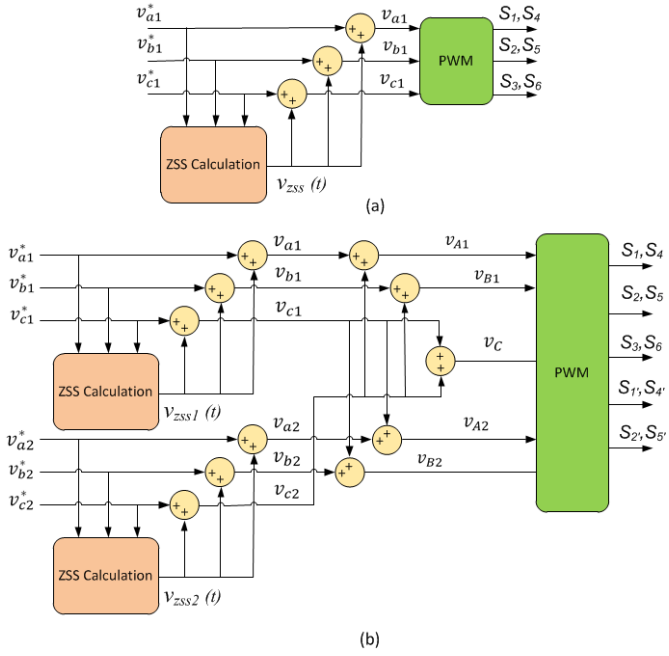 v*a1 va1 S1,S4
v*b1 vb1 S2,S5
v*c1 vc1 S3,S6
PWM
+ + + + + +
ZSS Calculation
vzss (t)
(a)
v*a1 va1 vA1 S1,S4
v*b1 vb1 vB1 S2,S5
v*c1 vc1 vC S3,S6
+ + + + + + + + + + + +
ZSS Calculation
vzss1 (t)
PWM
v*a2 va2 vA2 S1',S4'
v*b2 vb2 vB2 S2',S5'
v*c2 vc2
+ + + + + + + + + +
ZSS Calculation
vzss2 (t)
(b)